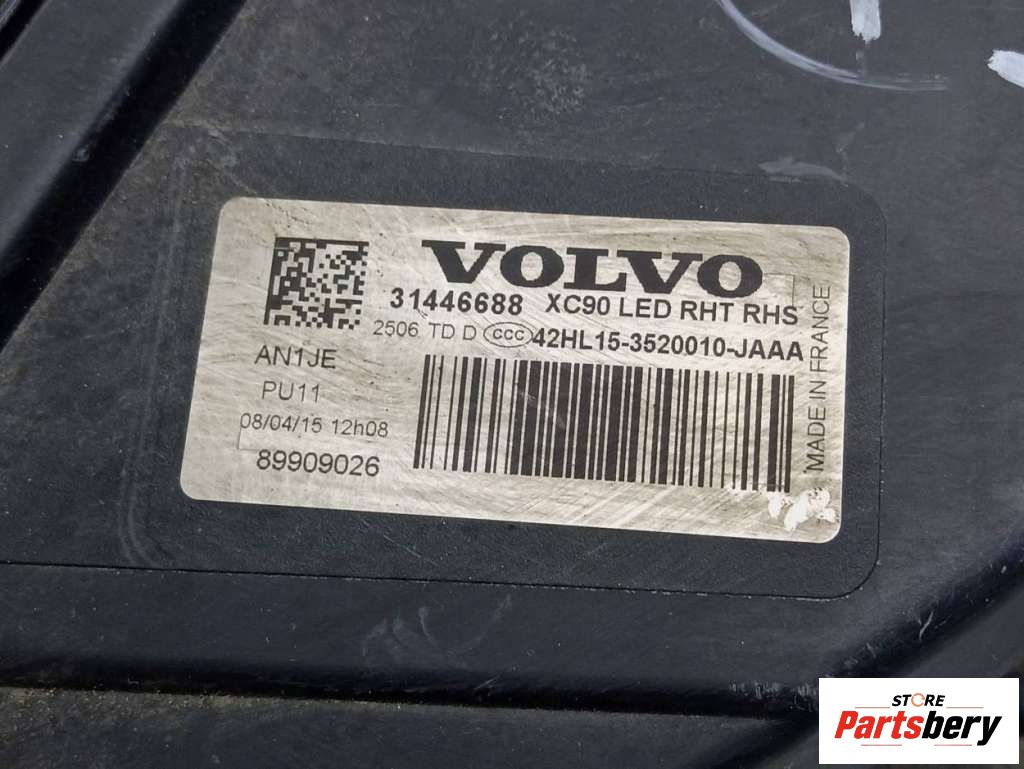 VOLVO
31446688 XC90 LED RHT RHS
2506 TD D CCC 42HL15-3520010-JAAA
AN1JE
PU11
08/04/15 12h08
89909026
MADE IN FRANCE
STORE
Partsbery